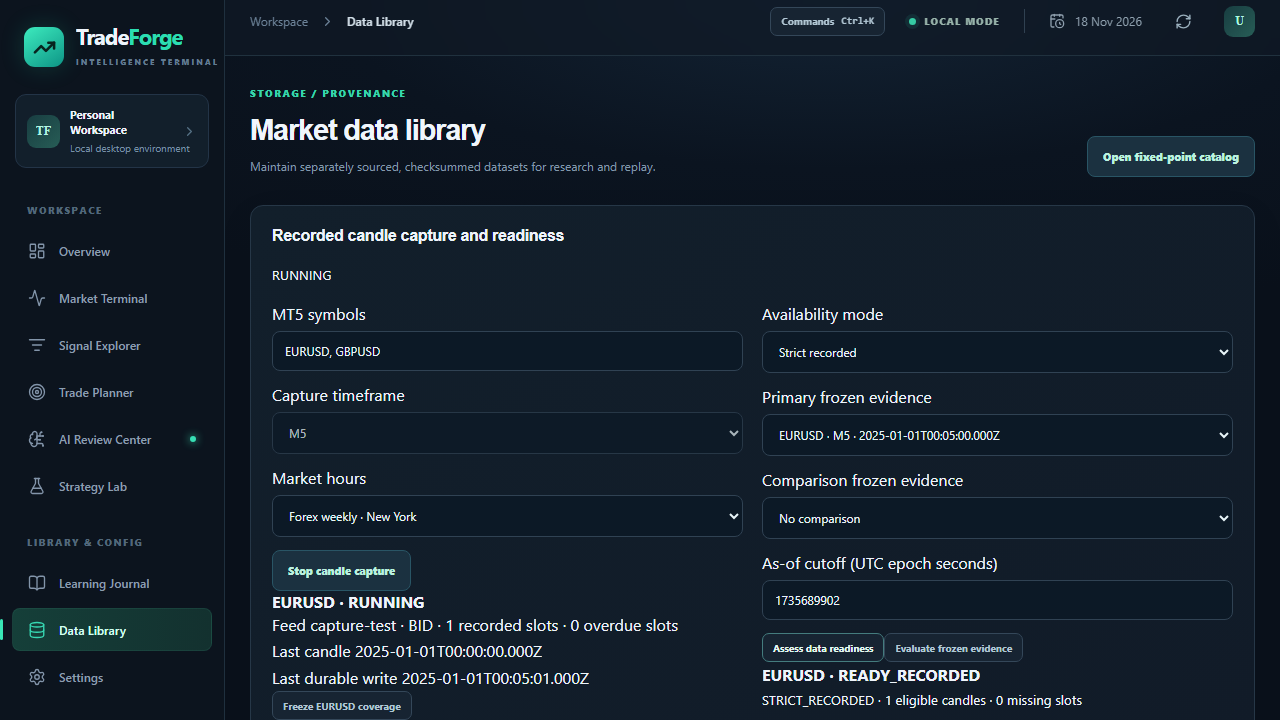 TradeForge
INTELLIGENCE TERMINAL
TF
Personal
Workspace
Local desktop environment
WORKSPACE
Overview
Market Terminal
Signal Explorer
Trade Planner
AI Review Center
Strategy Lab
LIBRARY & CONFIG
Learning Journal
Data Library
Settings
Workspace
Data Library
Commands Ctrl+K
LOCAL MODE
18 Nov 2026
U
STORAGE / PROVENANCE
Market data library
Maintain separately sourced, checksummed datasets for research and replay.
Open fixed-point catalog
Recorded candle capture and readiness
RUNNING
MT5 symbols
EURUSD, GBPUSD
Capture timeframe
M5
Market hours
Forex weekly · New York
Stop candle capture
EURUSD · RUNNING
Feed capture-test · BID · 1 recorded slots · 0 overdue slots
Last candle 2025-01-01T00:00:00.000Z
Last durable write 2025-01-01T00:05:01.000Z
Freeze EURUSD coverage
Availability mode
Strict recorded
Primary frozen evidence
EURUSD · M5 · 2025-01-01T00:05:00.000Z
Comparison frozen evidence
No comparison
As-of cutoff (UTC epoch seconds)
1735689902
Assess data readiness
Evaluate frozen evidence
EURUSD · READY_RECORDED
STRICT_RECORDED · 1 eligible candles · 0 missing slots